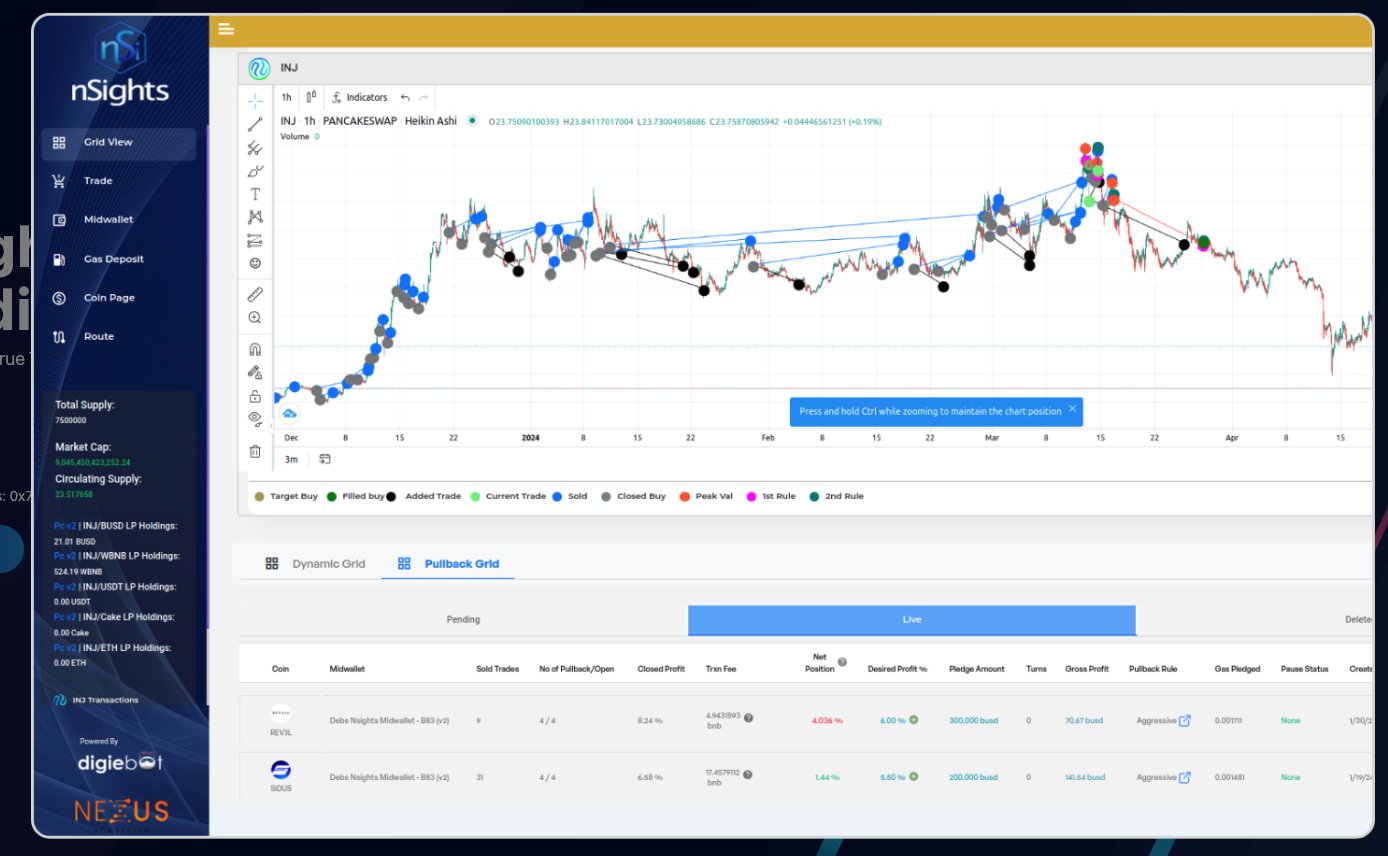 nSi
nSights
Grid View
Trade
Midwallet
Gas Deposit
Coin Page
Route
Total Supply:
7500000
Market Cap:
9,045,450,423,252.24
Circulating Supply:
23.517658
Pc v2 | INJ/BUSD LP Holdings:
21.01 BUSD
Pc v2 | INJ/WBNB LP Holdings:
524.19 WBNB
Pc v2 | INJ/USDT LP Holdings:
0.00 USDT
Pc v2 | INJ/Cake LP Holdings:
0.00 Cake
Pc v2 | INJ/ETH LP Holdings:
0.00 ETH
INJ Transactions
Powered By
digiebot
NEXUS
INJ
1h Indicators
INJ · 1h · PANCAKESWAP · Heikin Ashi O23.75090100393 H23.84117017004 L23.73004958686 C23.75870805942 +0.04446561251 (+0.19%)
Volume 0
Press and hold Ctrl while zooming to maintain the chart position
Dec 8 15 22 2024 8 15 22 Feb 8 15 22 Mar 8 15 22 Apr 8 15
3m
Target Buy Filled buy Added Trade Current Trade Sold Closed Buy Peak Val 1st Rule 2nd Rule
Dynamic Grid Pullback Grid
Pending Live Delete
Coin Midwallet Sold Trades No of Pullback/Open Closed Profit Trxn Fee Net Position Desired Profit % Pledge Amount Turns Gross Profit Pullback Rule Gas Pledged Pause Status Create
REV3L Debs Nsights Midwallet - B83 (v2) 9 4 / 4 8.24 % 4.9431893 bnb 4.036 % 6.00 % 300.000 busd 0 70.67 busd Aggressive 0.001711 None 1/30/2
SIDUS Debs Nsights Midwallet - B83 (v2) 31 4 / 4 6.58 % 17.4579112 bnb 1.44 % 5.50 % 200.000 busd 0 141.54 busd Aggressive 0.001481 None 1/19/2